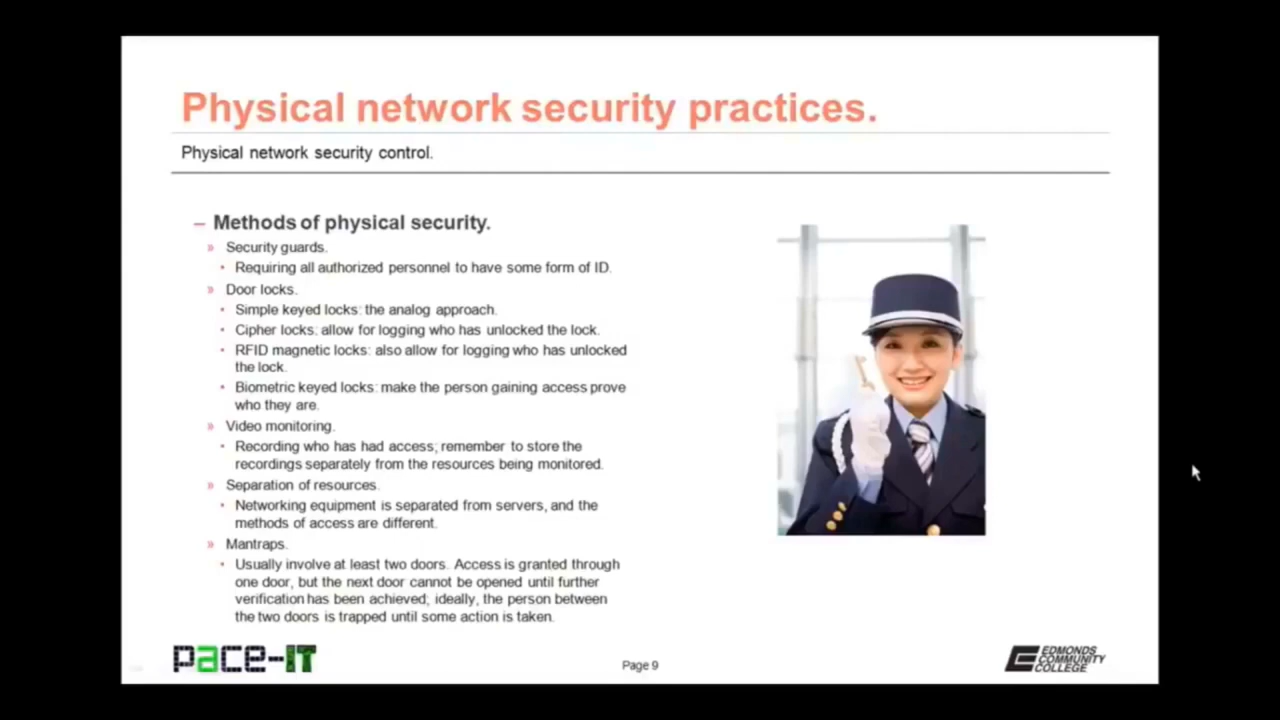 Physical network security practices.
Physical network security control.
– Methods of physical security.
» Security guards.
• Requiring all authorized personnel to have some form of ID.
» Door locks.
• Simple keyed locks: the analog approach.
• Cipher locks: allow for logging who has unlocked the lock.
• RFID magnetic locks: also allow for logging who has unlocked
the lock.
• Biometric keyed locks: make the person gaining access prove
who they are.
» Video monitoring.
• Recording who has had access; remember to store the
recordings separately from the resources being monitored.
» Separation of resources.
• Networking equipment is separated from servers, and the
methods of access are different.
» Mantraps.
• Usually involve at least two doors. Access is granted through
one door, but the next door cannot be opened until further
verification has been achieved; ideally, the person between
the two doors is trapped until some action is taken.
pace-IT
Page 9
EDMONDS
COMMUNITY
COLLEGE